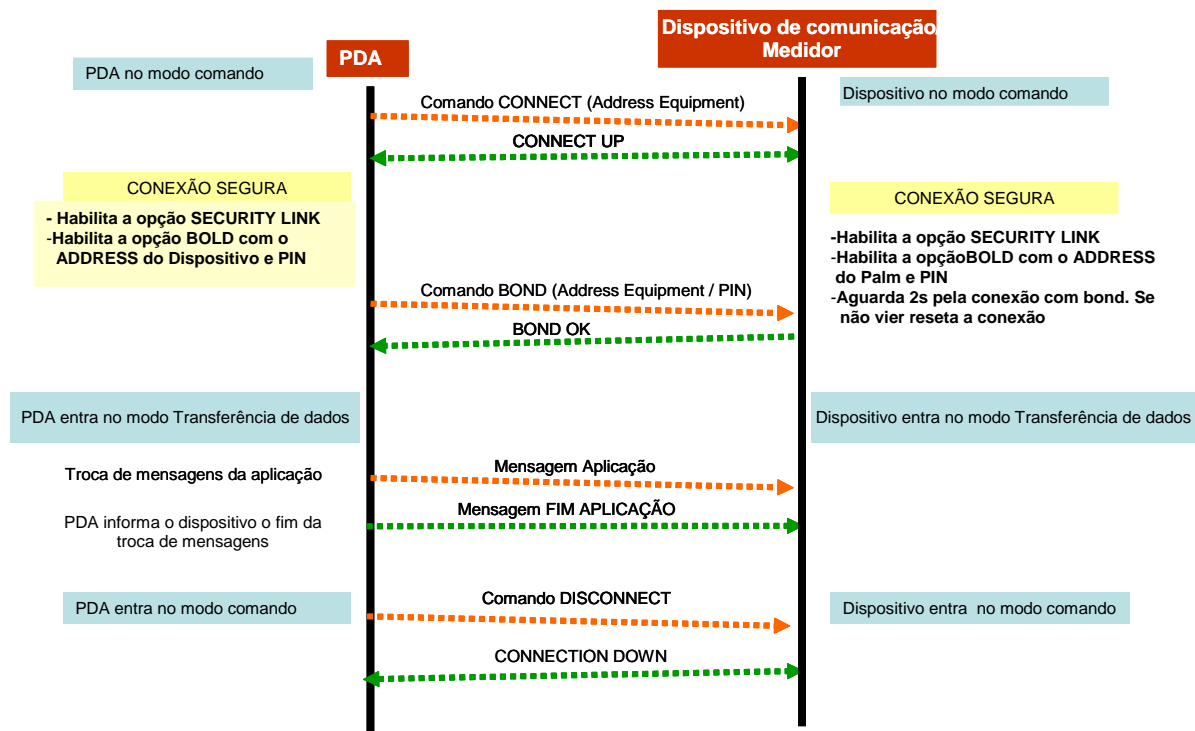 Dispositivo de comunicação/
Medidor
PDA
PDA no modo comando
Dispositivo no modo comando
Comando CONNECT (Address Equipment)
CONNECT UP
CONEXÃO SEGURA
- Habilita a opção SECURITY LINK
-Habilita a opção BOLD com o
ADDRESS do Dispositivo e PIN
CONEXÃO SEGURA
-Habilita a opção SECURITY LINK
-Habilita a opçãoBOLD com o ADDRESS
do Palm e PIN
-Aguarda 2s pela conexão com bond. Se
não vier reseta a conexão
Comando BOND (Address Equipment / PIN)
BOND OK
PDA entra no modo Transferência de dados
Dispositivo entra no modo Transferência de dados
Troca de mensagens da aplicação
Mensagem Aplicação
PDA informa o dispositivo o fim da
troca de mensagens
Mensagem FIM APLICAÇÃO
PDA entra no modo comando
Comando DISCONNECT
Dispositivo entra no modo comando
CONNECTION DOWN